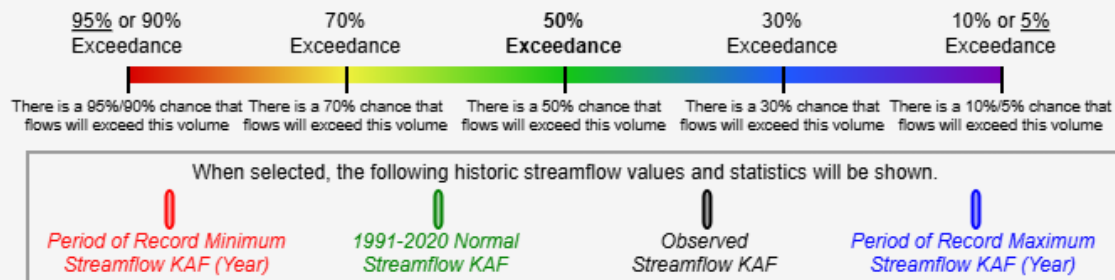 95% or 90%
Exceedance
70%
Exceedance
50%
Exceedance
30%
Exceedance
10% or 5%
Exceedance
There is a 95%/90% chance that
flows will exceed this volume
There is a 70% chance that
flows will exceed this volume
There is a 50% chance that
flows will exceed this volume
There is a 30% chance that
flows will exceed this volume
There is a 10%/5% chance that
flows will exceed this volume
When selected, the following historic streamflow values and statistics will be shown.
Period of Record Minimum
Streamflow KAF (Year)
1991-2020 Normal
Streamflow KAF
Observed
Streamflow KAF
Period of Record Maximum
Streamflow KAF (Year)